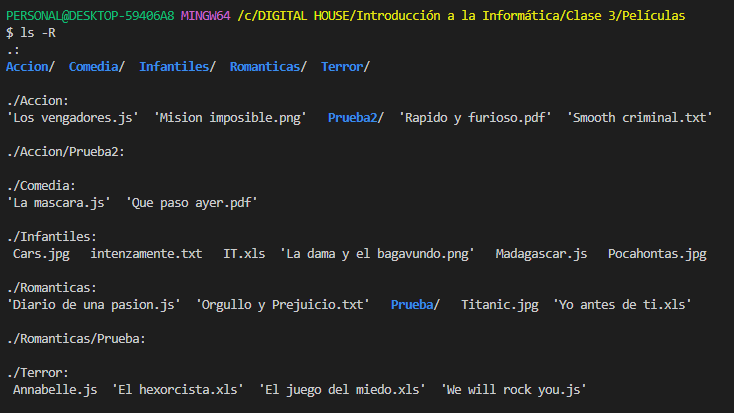 PERSONAL@DESKTOP-59406A8 MINGW64 /c/DIGITAL HOUSE/Introducción a la Informática/Clase 3/Películas
$ ls -R
.:
Accion/  Comedia/  Infantiles/  Romanticas/  Terror/
./Accion:
'Los vengadores.js'  'Mision imposible.png'   Prueba2/  'Rapido y furioso.pdf'  'Smooth criminal.txt'
./Accion/Prueba2:
./Comedia:
'La mascara.js'  'Que paso ayer.pdf'
./Infantiles:
 Cars.jpg   intenzamente.txt   IT.xls  'La dama y el bagavundo.png'   Madagascar.js   Pocahontas.jpg
./Romanticas:
'Diario de una pasion.js'  'Orgullo y Prejuicio.txt'   Prueba/   Titanic.jpg  'Yo antes de ti.xls'
./Romanticas/Prueba:
./Terror:
 Annabelle.js  'El hexorcista.xls'  'El juego del miedo.xls'  'We will rock you.js'